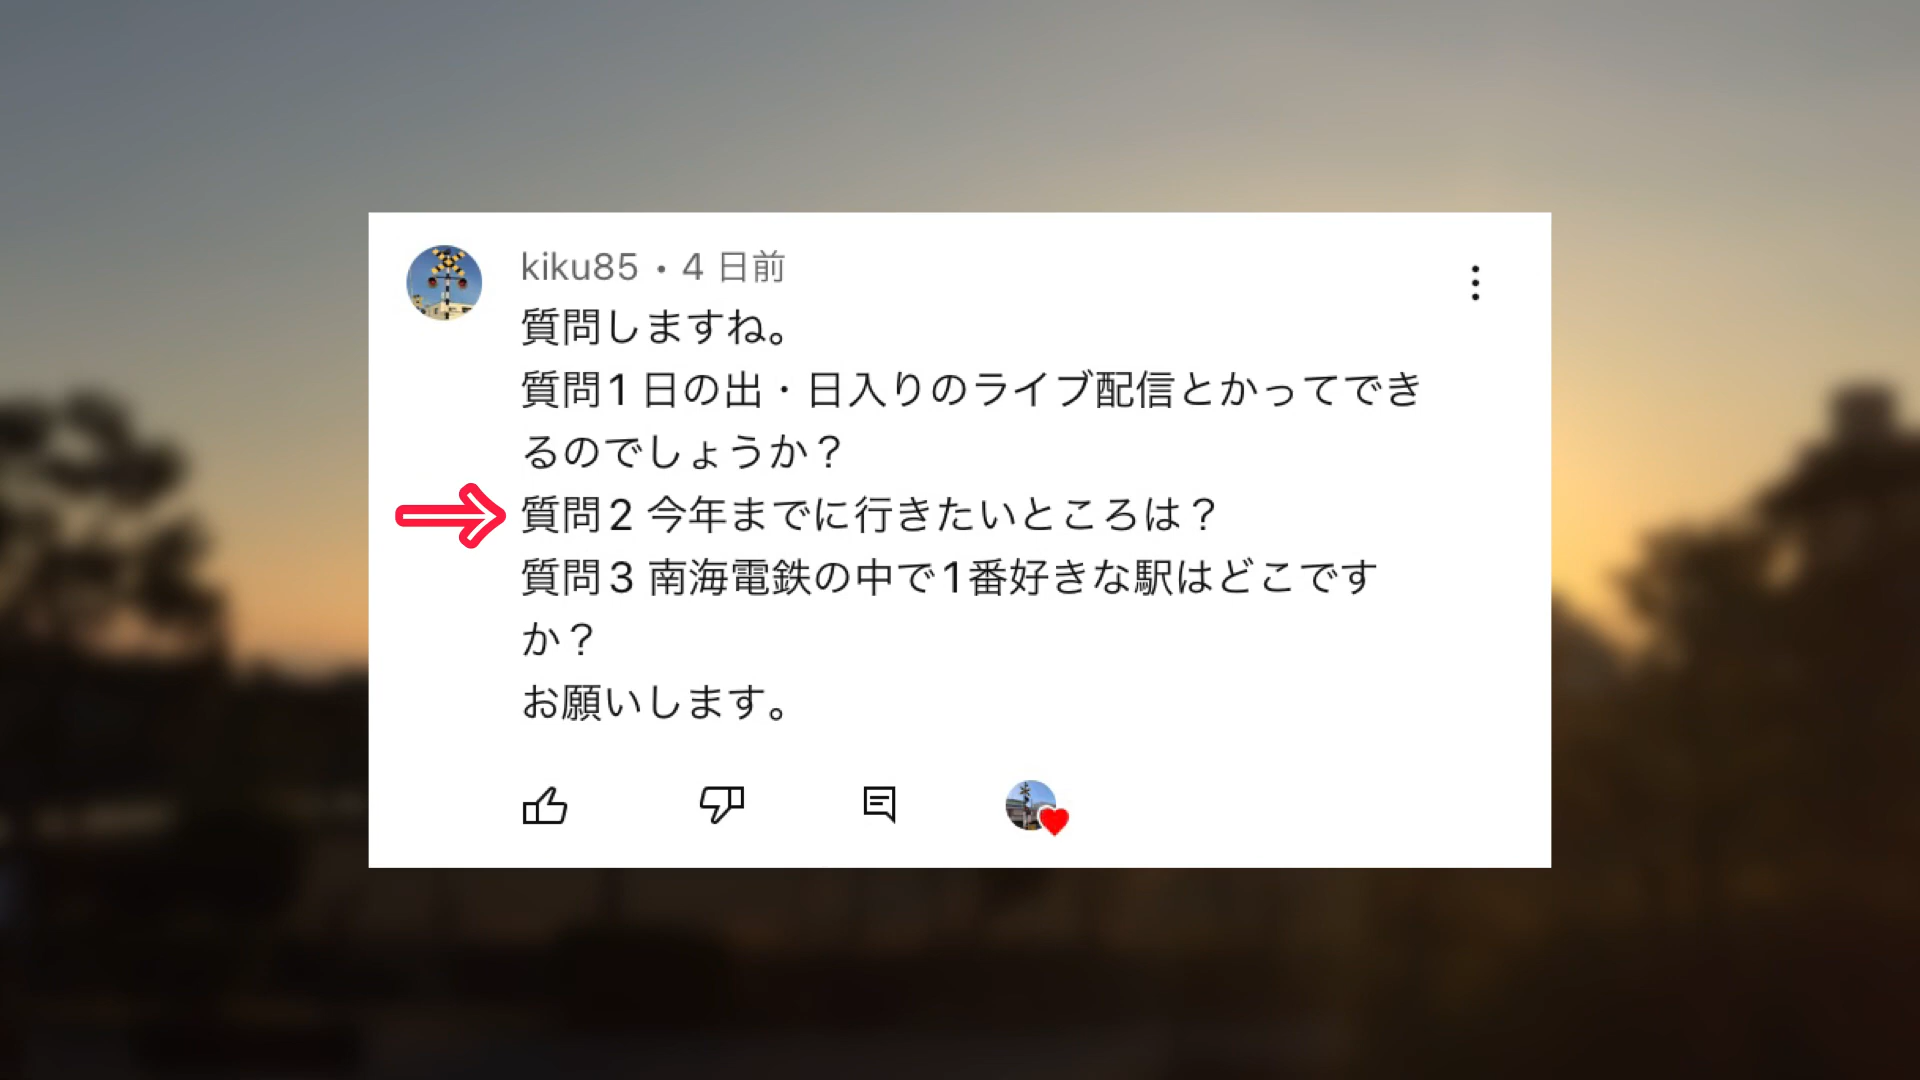 kiku85・4 日前
質問しますね。
質問1 日の出・日入りのライブ配信とかってでき
るのでしょうか？
質問2 今年までに行きたいところは？
質問3 南海電鉄の中で1番好きな駅はどこです
か？
お願いします。